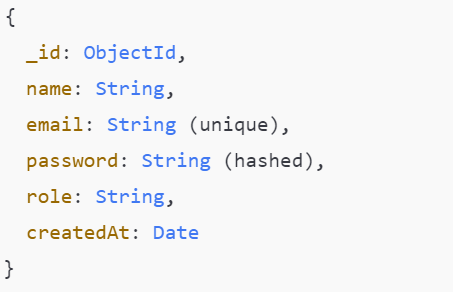 {
_id: ObjectId,
name: String,
email: String (unique),
password: String (hashed),
role: String,
createdAt: Date
}